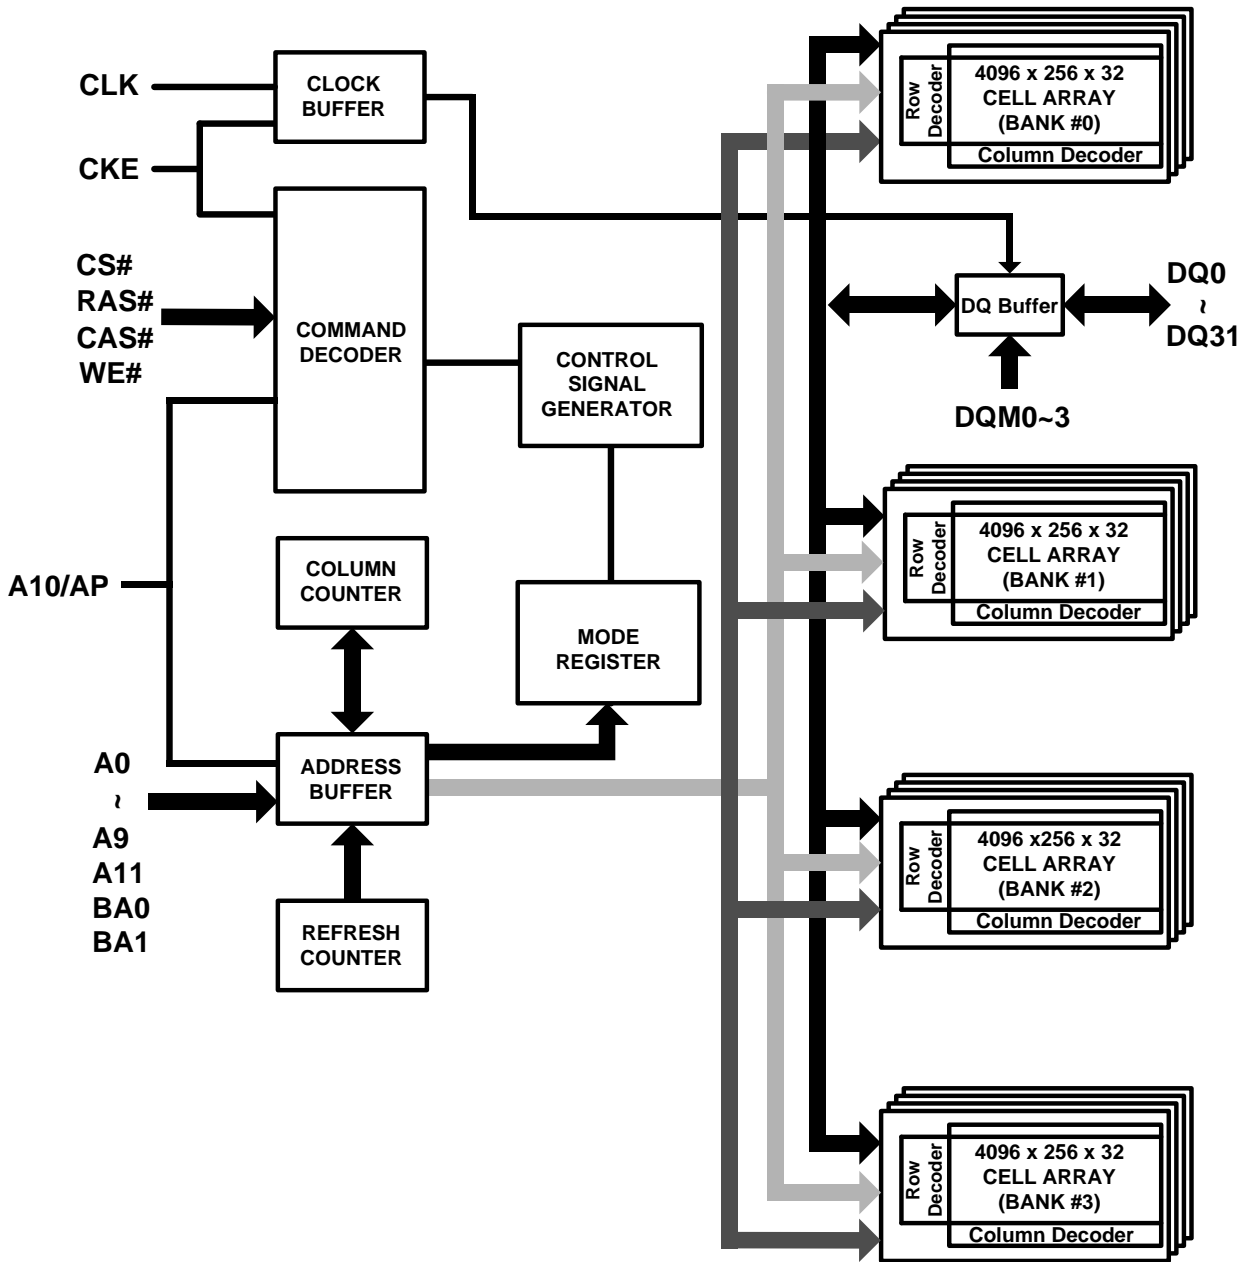 CLK
CKE
CS#
RAS#
CAS#
WE#
A10/AP
A0
~
A9
A11
BA0
BA1
CLOCK
BUFFER
COMMAND
DECODER
COLUMN
COUNTER
ADDRESS
BUFFER
REFRESH
COUNTER
CONTROL
SIGNAL
GENERATOR
MODE
REGISTER
Row
Decoder
4096 x 256 x 32
CELL ARRAY
(BANK #0)
Column Decoder
DQ Buffer
DQ0
~
DQ31
DQM0~3
Row
Decoder
4096 x 256 x 32
CELL ARRAY
(BANK #1)
Column Decoder
Row
Decoder
4096 x256 x 32
CELL ARRAY
(BANK #2)
Column Decoder
Row
Decoder
4096 x 256 x 32
CELL ARRAY
(BANK #3)
Column Decoder